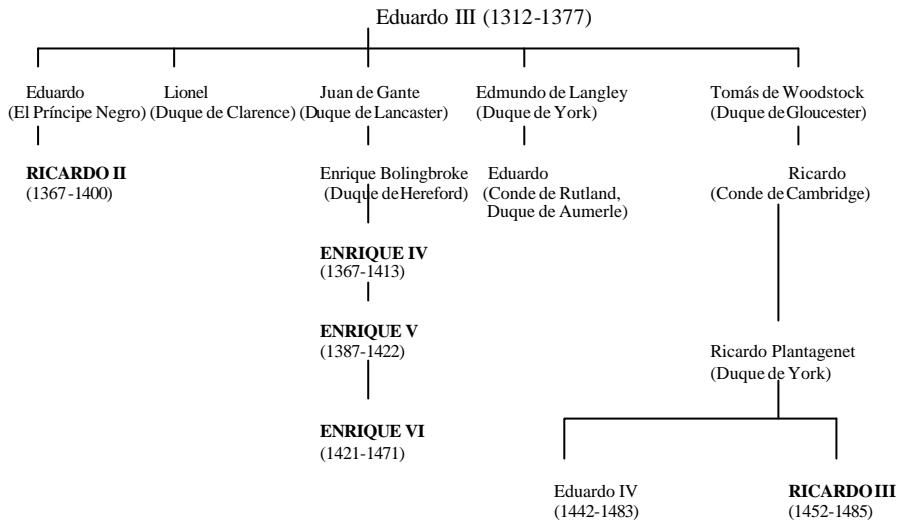 Eduardo III (1312-1377)
Eduardo
(El Príncipe Negro)
Lionel
(Duque de Clarence)
Juan de Gante
(Duque de Lancaster)
Edmundo de Langley
(Duque de York)
Tomás de Woodstock
(Duque de Gloucester)
RICARDO II
(1367-1400)
Enrique Bolingbroke
(Duque de Hereford)
Eduardo
(Conde de Rutland,
Duque de Aumerle)
Ricardo
(Conde de Cambridge)
ENRIQUE IV
(1367-1413)
ENRIQUE V
(1387-1422)
Ricardo Plantagenet
(Duque de York)
ENRIQUE VI
(1421-1471)
Eduardo IV
(1442-1483)
RICARDO III
(1452-1485)